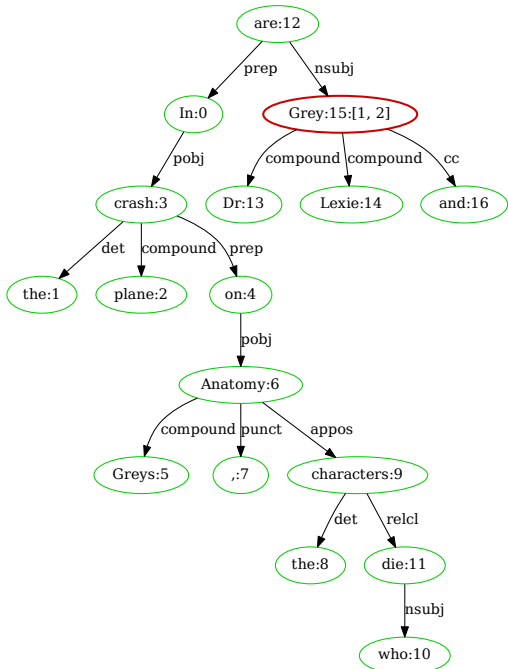 are:12
prep
nsubj
In:0
Grey:15:[1, 2]
pobj
compound
compound
cc
crash:3
Dr:13
Lexie:14
and:16
det
compound
prep
the:1
plane:2
on:4
pobj
Anatomy:6
compound
punct
appos
Greys:5
,:7
characters:9
det
relcl
the:8
die:11
nsubj
who:10